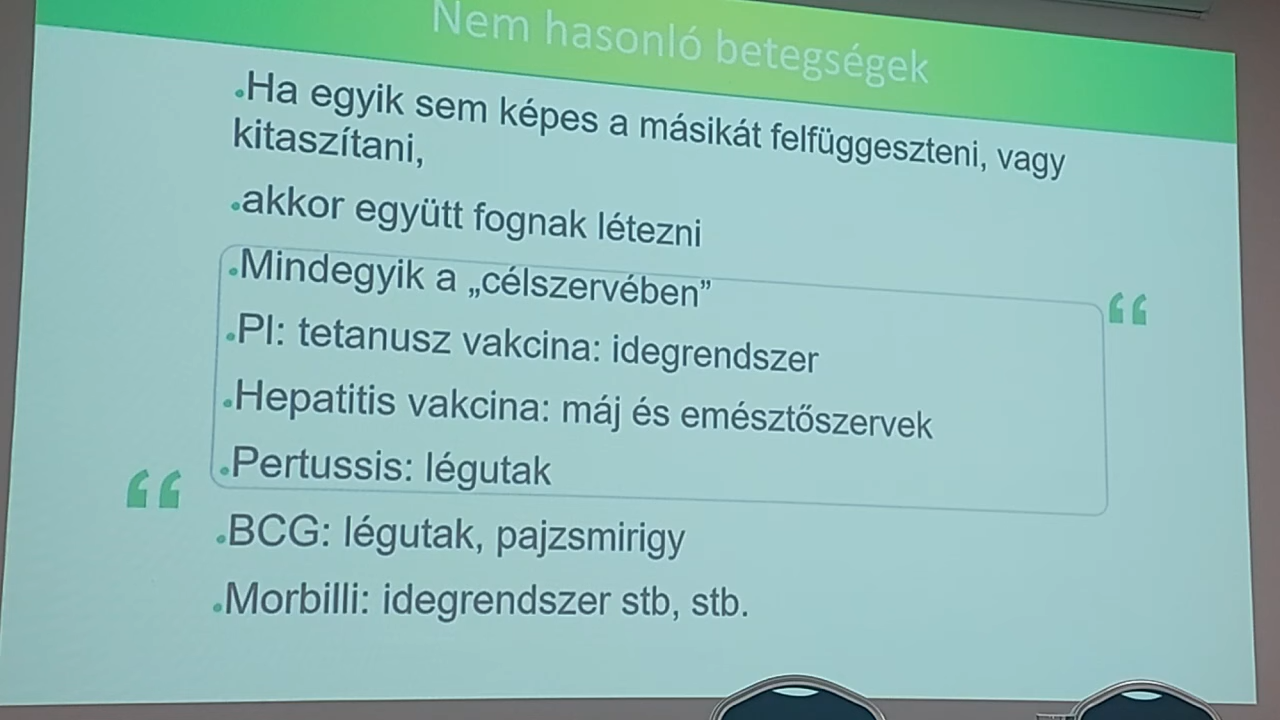 Nem hasonló betegségek
.Ha egyik sem képes a másikát felfüggeszteni, vagy
kitaszítani,
.akkor együtt fognak létezni
.Mindegyik a „célszervében”
.Pl: tetanusz vakcina: idegrendszer
.Hepatitis vakcina: máj és emésztőszervek
.Pertussis: légutak
.BCG: légutak, pajzsmirigy
.Morbilli: idegrendszer stb, stb.